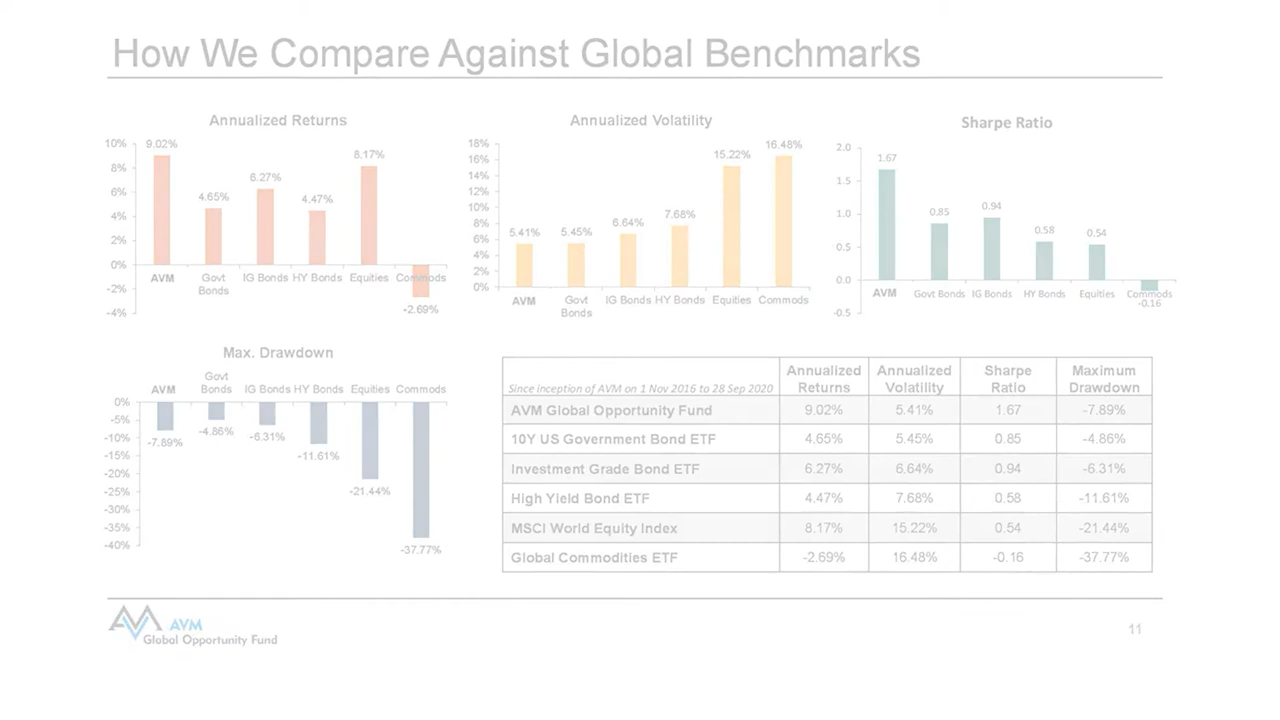 How We Compare Against Global Benchmarks
Annualized Returns
10%
8%
6%
4%
2%
0%
-2%
-4%
9.02%
4.65%
6.27%
4.47%
8.17%
-2.69%
AVM
Govt
Bonds
IG Bonds
HY Bonds
Equities
Commods
Annualized Volatility
18%
16%
14%
12%
10%
8%
6%
4%
2%
0%
5.41%
5.45%
6.64%
7.68%
15.22%
16.48%
AVM
Govt
Bonds
IG Bonds
HY Bonds
Equities
Commods
Sharpe Ratio
2.0
1.5
1.0
0.5
0.0
-0.5
1.67
0.85
0.94
0.58
0.54
-0.16
AVM
Govt Bonds
IG Bonds
HY Bonds
Equities
Commods
Max. Drawdown
AVM
Govt
Bonds
IG Bonds
HY Bonds
Equities
Commods
0%
-5%
-10%
-15%
-20%
-25%
-30%
-35%
-40%
-7.89%
-4.86%
-6.31%
-11.61%
-21.44%
-37.77%
Since inception of AVM on 1 Nov 2016 to 28 Sep 2020
Annualized
Returns
Annualized
Volatility
Sharpe
Ratio
Maximum
Drawdown
AVM Global Opportunity Fund 9.02% 5.41% 1.67 -7.89%
10Y US Government Bond ETF 4.65% 5.45% 0.85 -4.86%
Investment Grade Bond ETF 6.27% 6.64% 0.94 -6.31%
High Yield Bond ETF 4.47% 7.68% 0.58 -11.61%
MSCI World Equity Index 8.17% 15.22% 0.54 -21.44%
Global Commodities ETF -2.69% 16.48% -0.16 -37.77%
AVM
Global Opportunity Fund
11